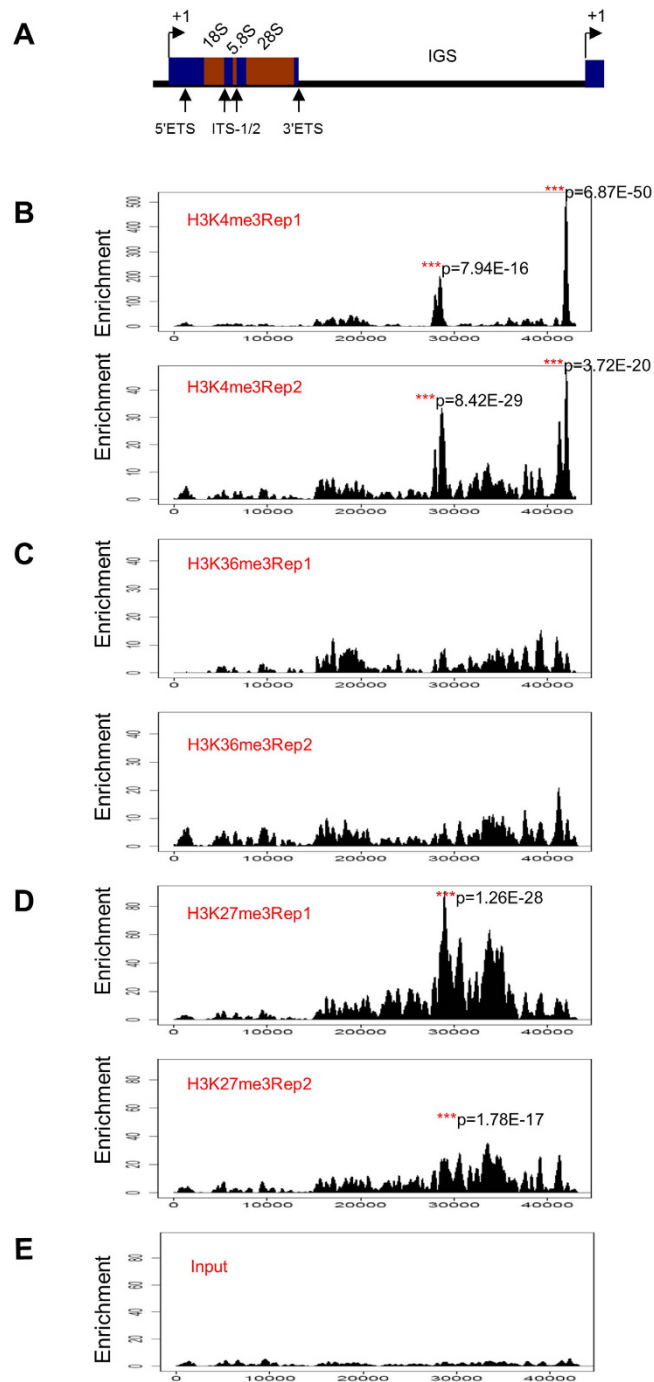 A
+1
18S
5.8S
28S
IGS
+1
5'ETS
ITS-1/2
3'ETS
B
Enrichment
H3K4me3Rep1
***p=7.94E-16
***p=6.87E-50
0 100 200 300 400 500
0 10000 20000 30000 40000
Enrichment
H3K4me3Rep2
***p=8.42E-29
***p=3.72E-20
0 10 20 30 40
0 10000 20000 30000 40000
C
Enrichment
H3K36me3Rep1
0 10 20 30 40
0 10000 20000 30000 40000
Enrichment
H3K36me3Rep2
0 10 20 30 40
0 10000 20000 30000 40000
D
Enrichment
H3K27me3Rep1
***p=1.26E-28
0 20 40 60 80
0 10000 20000 30000 40000
Enrichment
H3K27me3Rep2
***p=1.78E-17
0 20 40 60 80
0 10000 20000 30000 40000
E
Enrichment
Input
0 20 40 60 80
0 10000 20000 30000 40000